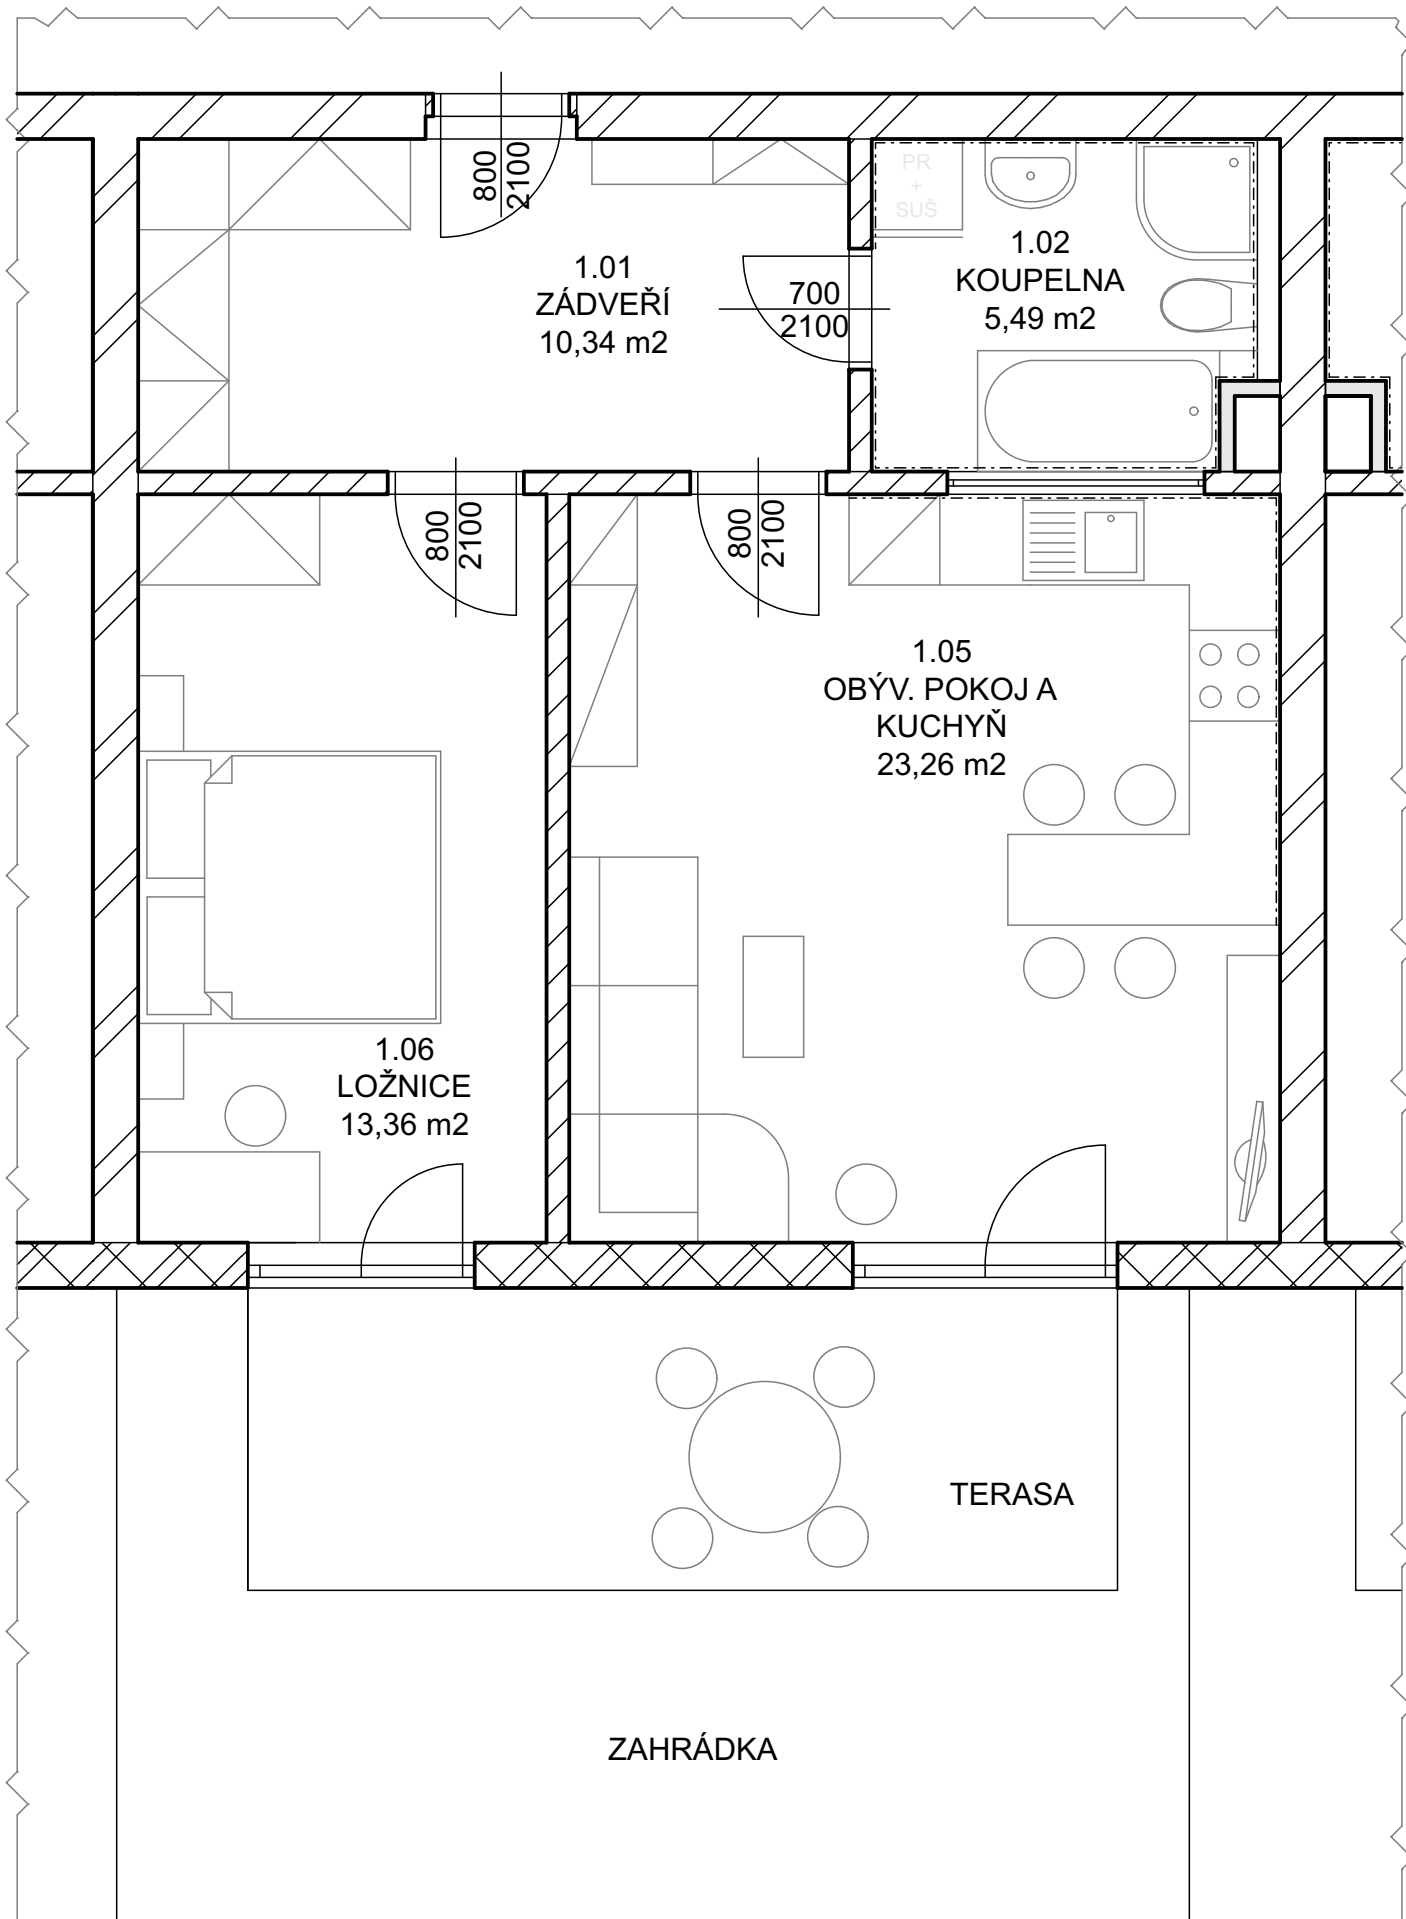 800
2100
PR
+
SUŠ
1.02
KOUPELNA
5,49 m2
1.01
ZÁDVEŘÍ
10,34 m2
700
2100
800
2100
800
2100
1.05
OBÝV. POKOJ A
KUCHYŇ
23,26 m2
1.06
LOŽNICE
13,36 m2
TERASA
ZAHRÁDKA